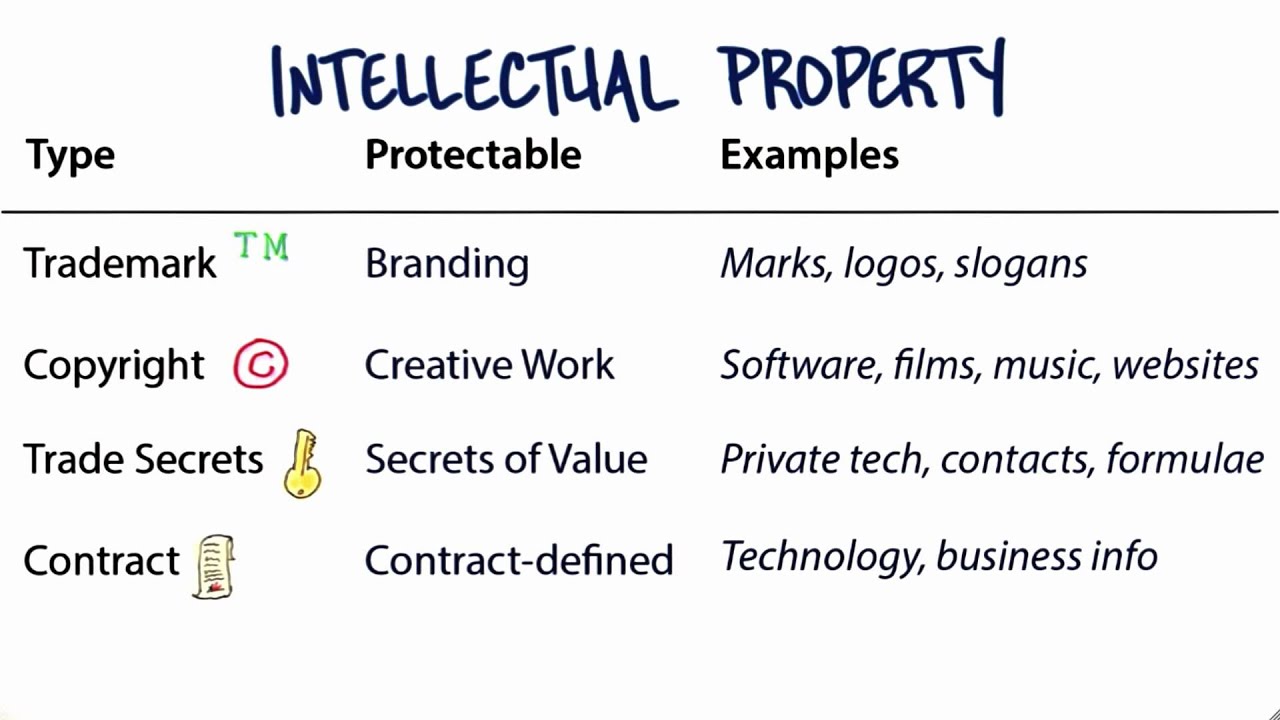 INTELLECTUAL PROPERTY
Type Protectable Examples
Trademark TM Branding Marks, logos, slogans
Copyright © Creative Work Software, films, music, websites
Trade Secrets Secrets of Value Private tech, contacts, formulae
Contract Contract-defined Technology, business info